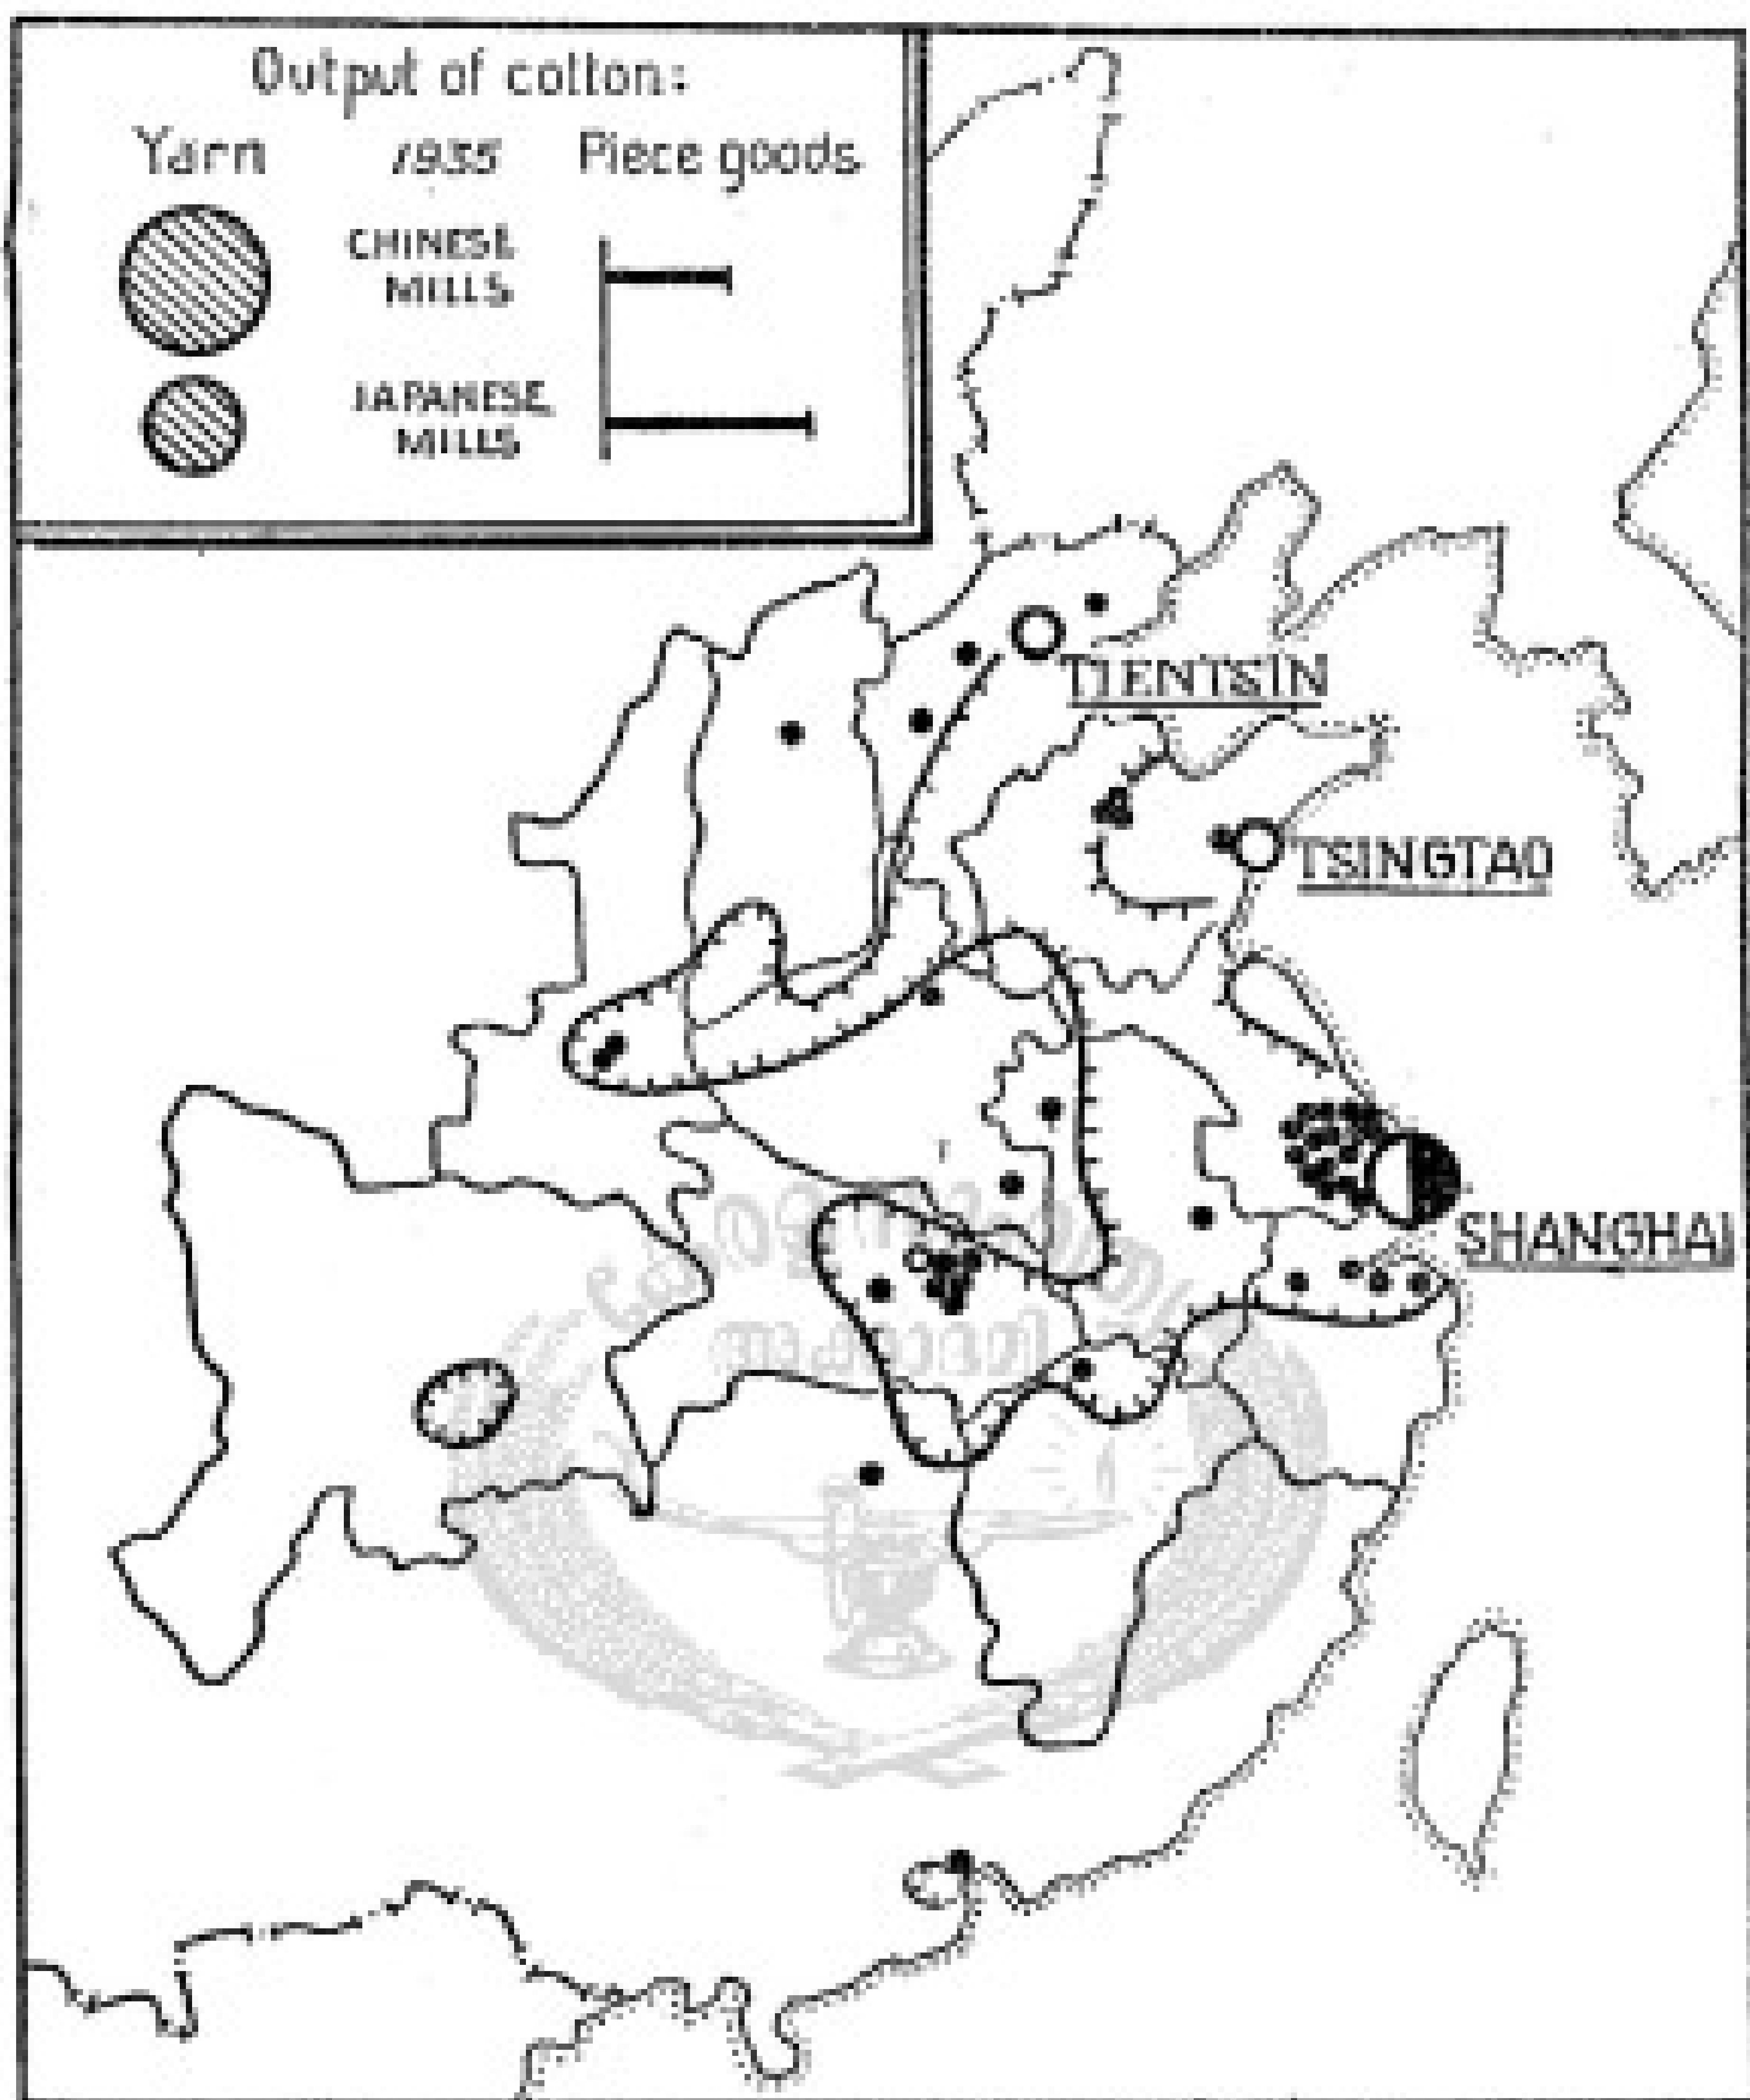 Output of cotton:
Yarn 1935 Piece goods
CHINESE
MILLS
JAPANESE
MILLS
TIENTSIN
TSINGTAO
SHANGHAI